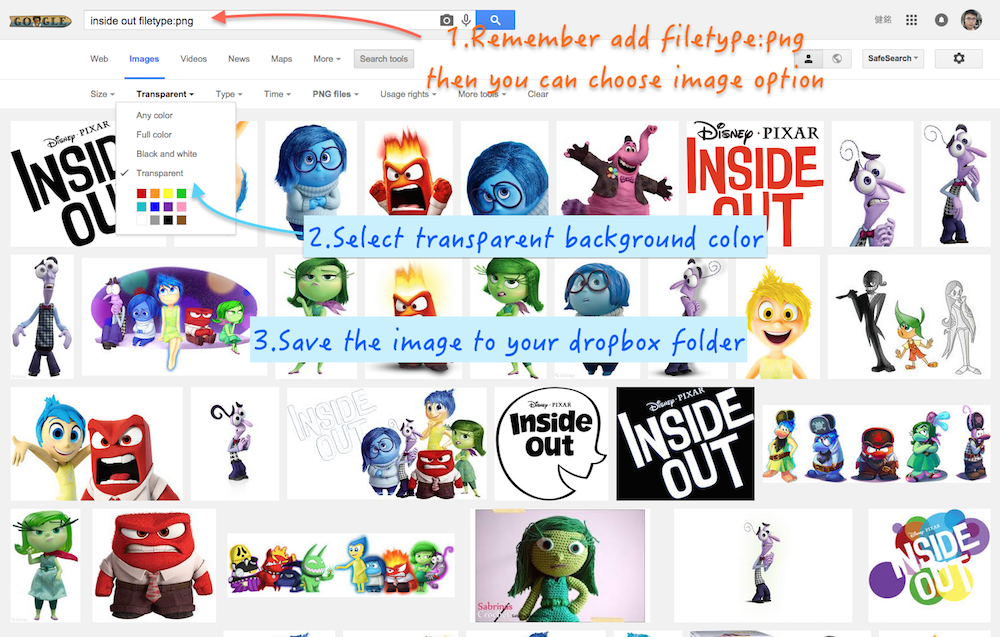 GOOGLE
inside out filetype:png
健銘
1.Remember add filetype:png
then you can choose image option
Web Images Videos News Maps More Search tools
SafeSearch
Size Transparent Type Time PNG files Usage rights More tools Clear
Any color
Full color
Black and white
Transparent
DISNEY·PIXAR
INSIDE
OU
DISNEY·PIXAR
INSIDE
OUT
2.Select transparent background color
3.Save the image to your dropbox folder
INSIDE
OUT
DISNEY·PIXAR
Inside
out
DISNEY·PIXAR
INSIDE
OUT
Sabrina's
DISNEY·PIXAR
INSIDE
OUT